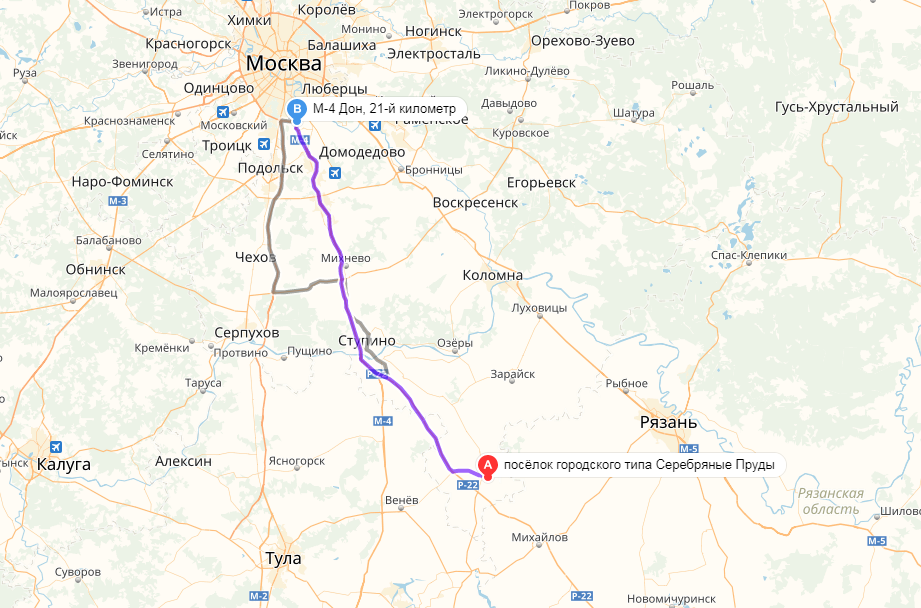 Истра
Химки
Королёв
Электрогорск
Покров
Монино
Ногинск
Красногорск
Балашиха
Орехово-Зуево
Звенигород
Москва
Электросталь
Руза
Ликино-Дулёво
Одинцово
Люберцы
Рошаль
В
М-4 Дон, 21-й километр
Давыдово
Гусь-Хрустальный
Краснознаменск
Московский
Раменское
Шатура
Куровское
Троицк
М-4
Селятино
Домодедово
Подольск
Бронницы
Наро-Фоминск
Егорьевск
М-3
Воскресенск
Балабаново
Чехов
Михнево
Спас-Клепики
Обнинск
Коломна
Малоярославец
Луховицы
Серпухов
Ступино
Озёры
Кремёнки
Протвино
Пущино
Зарайск
Таруса
Рыбное
М-4
Рязань
М-5
Калуга
Алексин
Ясногорск
А
посёлок городского типа Серебряные Пруды
Р-22
Рязанская
область
Венёв
Шилово
Михайлов
М-5
Тула
Суворов
М-2
Р-22
Новомичуринск